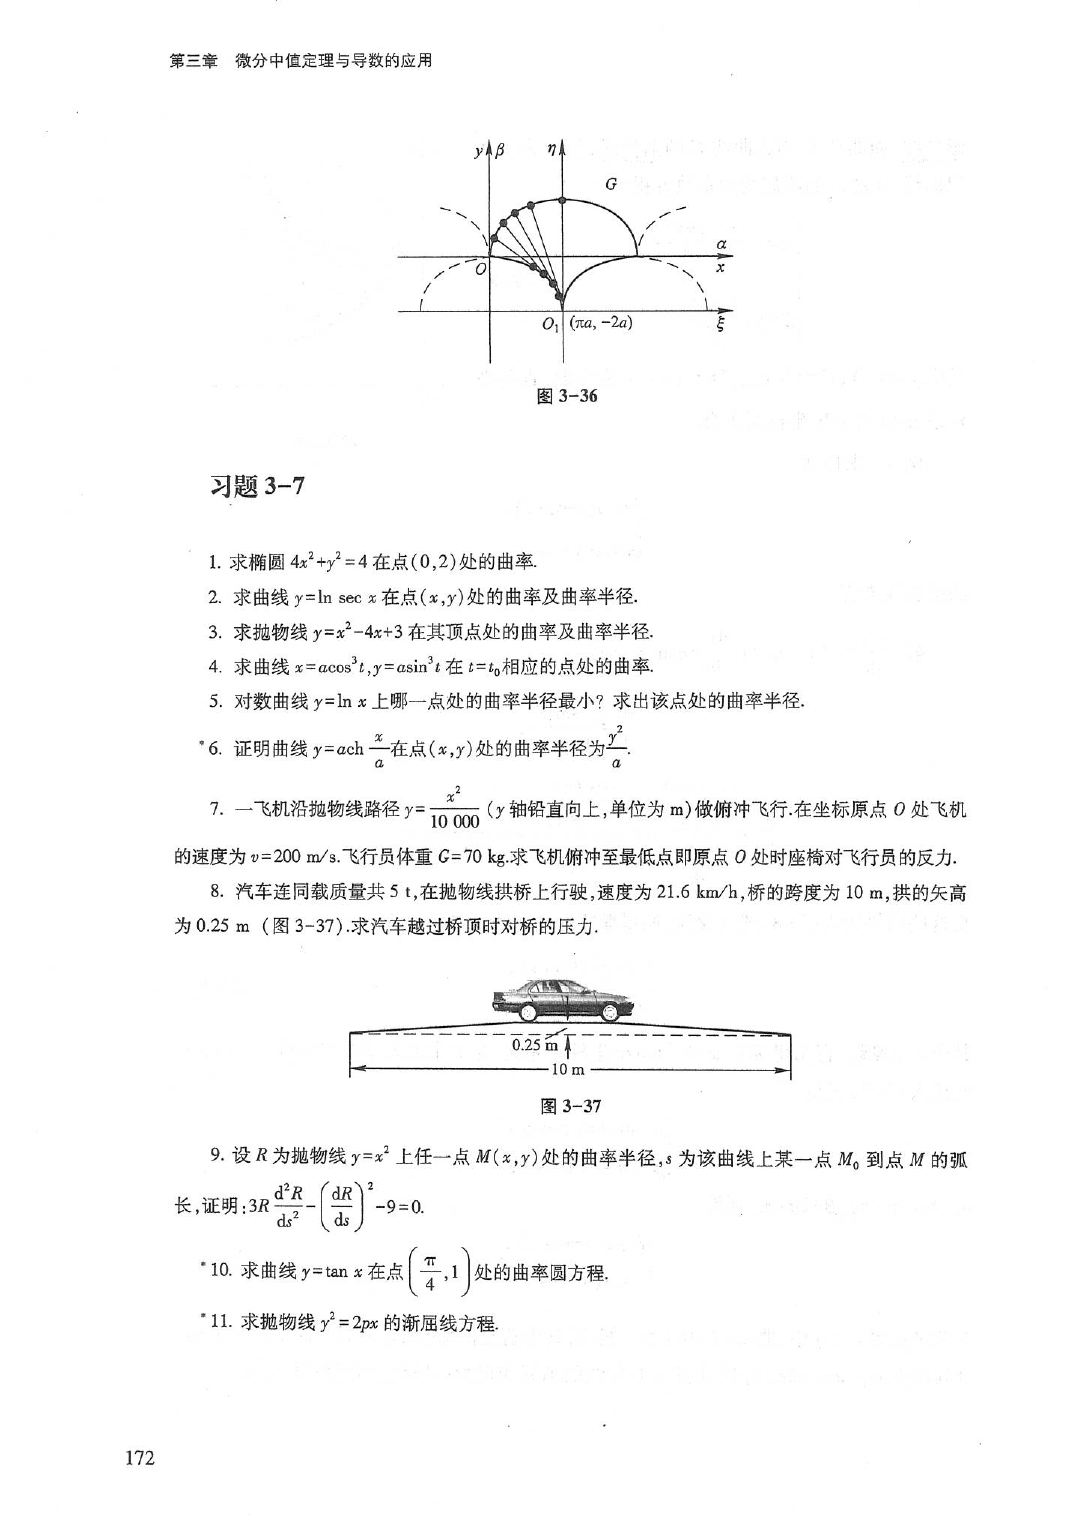 第三章 微分中值定理与导数的应用
y β η
G
α
O x
O₁ (πa, -2a) ξ
图 3-36
习题 3-7
1. 求椭圆 4x²+y²=4 在点(0,2)处的曲率.
2. 求曲线 y=ln sec x 在点(x,y)处的曲率及曲率半径.
3. 求抛物线 y=x²-4x+3 在其顶点处的曲率及曲率半径.
4. 求曲线 x=acos³t,y=asin³t 在 t=t₀相应的点处的曲率.
5. 对数曲线 y=ln x 上哪一点处的曲率半径最小? 求出该点处的曲率半径.
*6. 证明曲线 y=ach x/a 在点(x,y)处的曲率半径为 y²/a.
7. 一飞机沿抛物线路径 y= x²/10 000 (y 轴铅直向上,单位为 m)做俯冲飞行.在坐标原点 O 处飞机
的速度为 v=200 m/s.飞行员体重 G=70 kg.求飞机俯冲至最低点即原点 O 处时座椅对飞行员的反力.
8. 汽车连同载质量共 5 t,在抛物线拱桥上行驶,速度为 21.6 km/h,桥的跨度为 10 m,拱的矢高
为 0.25 m (图 3-37).求汽车越过桥顶时对桥的压力.
0.25 m
10 m
图 3-37
9. 设 R 为抛物线 y=x² 上任一点 M(x,y)处的曲率半径,s 为该曲线上某一点 M₀ 到点 M 的弧
长,证明:3R d²R/ds² - (dR/ds)² -9=0.
*10. 求曲线 y=tan x 在点(π/4,1)处的曲率圆方程.
*11. 求抛物线 y²=2px 的渐屈线方程.
172